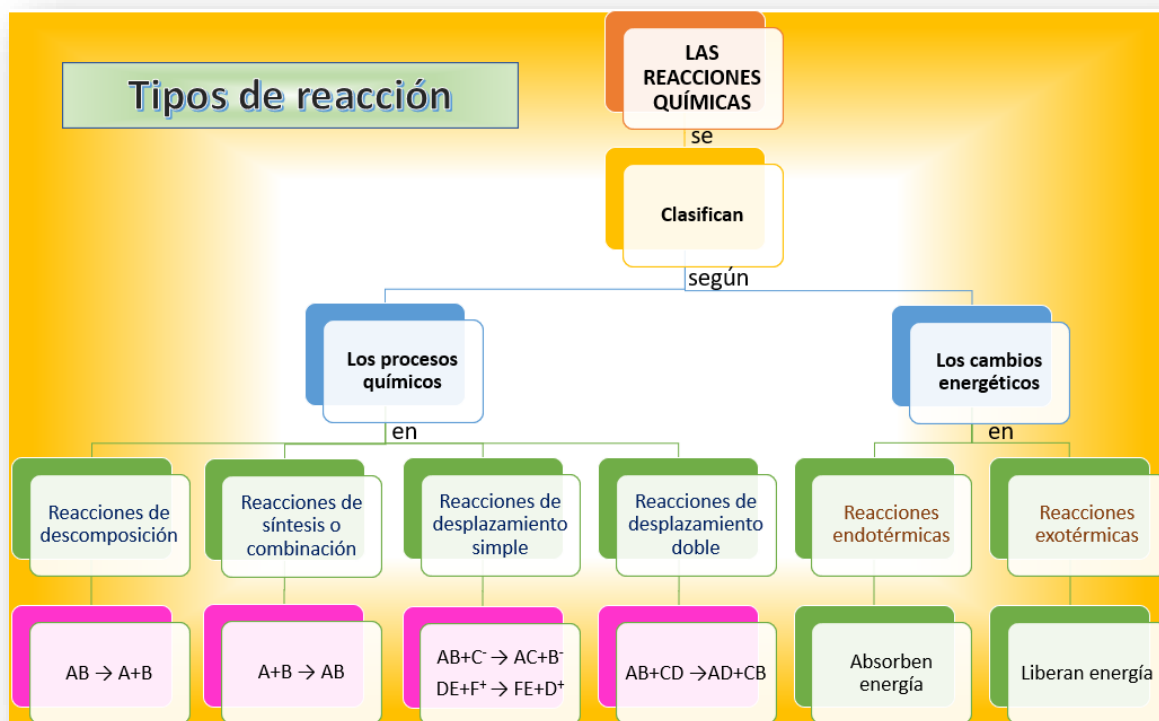 Tipos de reacción
LAS
REACCIONES
QUÍMICAS
se
Clasifican
según
Los procesos
químicos
Los cambios
energéticos
en
en
Reacciones de
descomposición
Reacciones de
síntesis o
combinación
Reacciones de
desplazamiento
simple
Reacciones de
desplazamiento
doble
Reacciones
endotérmicas
Reacciones
exotérmicas
AB → A+B
A+B → AB
AB+C⁻ → AC+B⁻
DE+F⁺ → FE+D⁺
AB+CD →AD+CB
Absorben
energía
Liberan energía